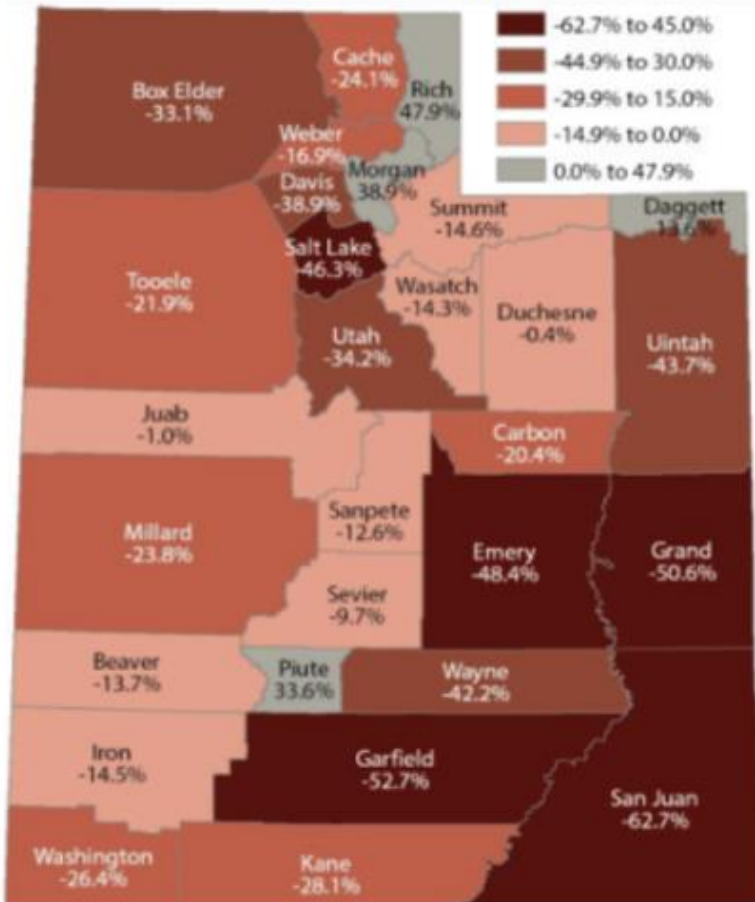 -62.7% to 45.0%
-44.9% to 30.0%
-29.9% to 15.0%
-14.9% to 0.0%
0.0% to 47.9%
Cache
-24.1%
Rich
47.9%
Box Elder
-33.1%
Weber
-16.9%
Morgan
38.9%
Davis
-38.9%
Summit
-14.6%
Daggett
13.6%
Salt Lake
-46.3%
Tooele
-21.9%
Wasatch
-14.3%
Duchesne
-0.4%
Uintah
-43.7%
Utah
-34.2%
Juab
-1.0%
Carbon
-20.4%
Millard
-23.8%
Sanpete
-12.6%
Emery
-48.4%
Grand
-50.6%
Sevier
-9.7%
Beaver
-13.7%
Piute
33.6%
Wayne
-42.2%
Iron
-14.5%
Garfield
-52.7%
San Juan
-62.7%
Washington
-26.4%
Kane
-28.1%